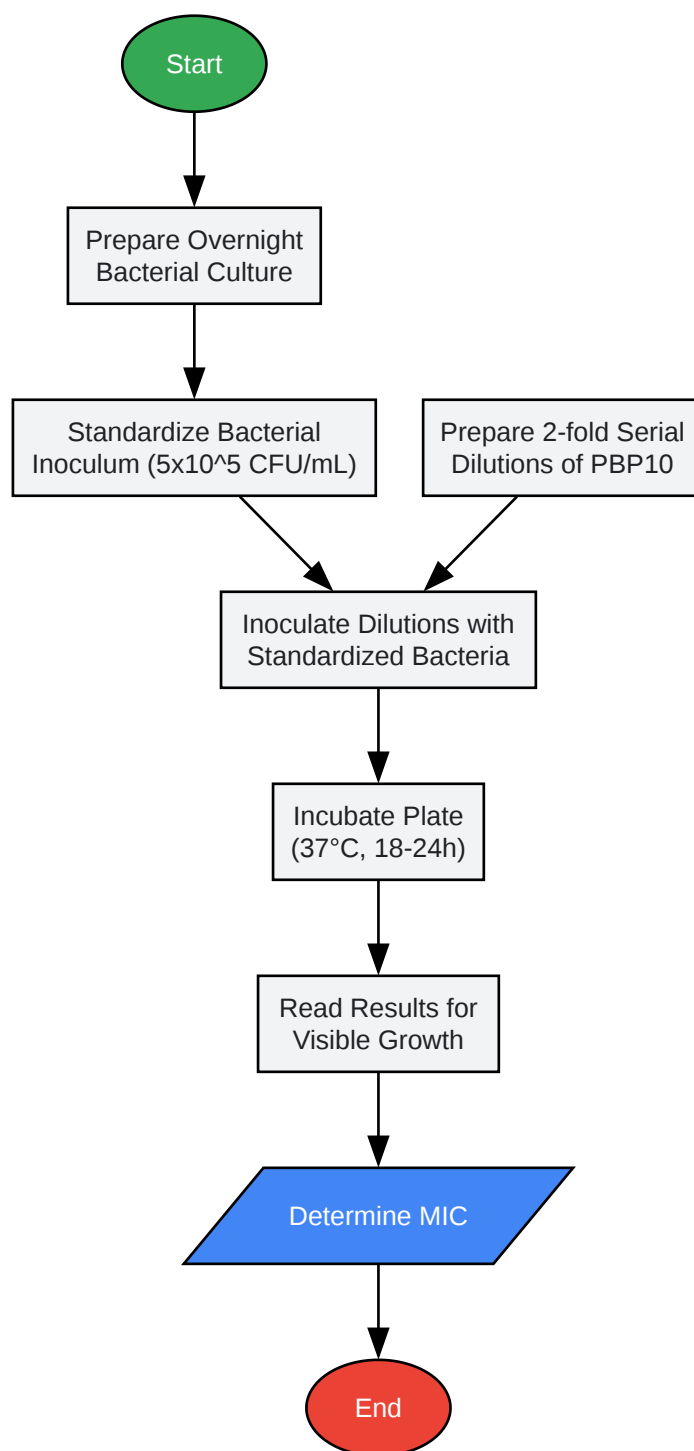 Start
Prepare Overnight
Bacterial Culture
Standardize Bacterial
Inoculum (5x10^5 CFU/mL)
Prepare 2-fold Serial
Dilutions of PBP10
Inoculate Dilutions with
Standardized Bacteria
Incubate Plate
(37°C, 18-24h)
Read Results for
Visible Growth
Determine MIC
End